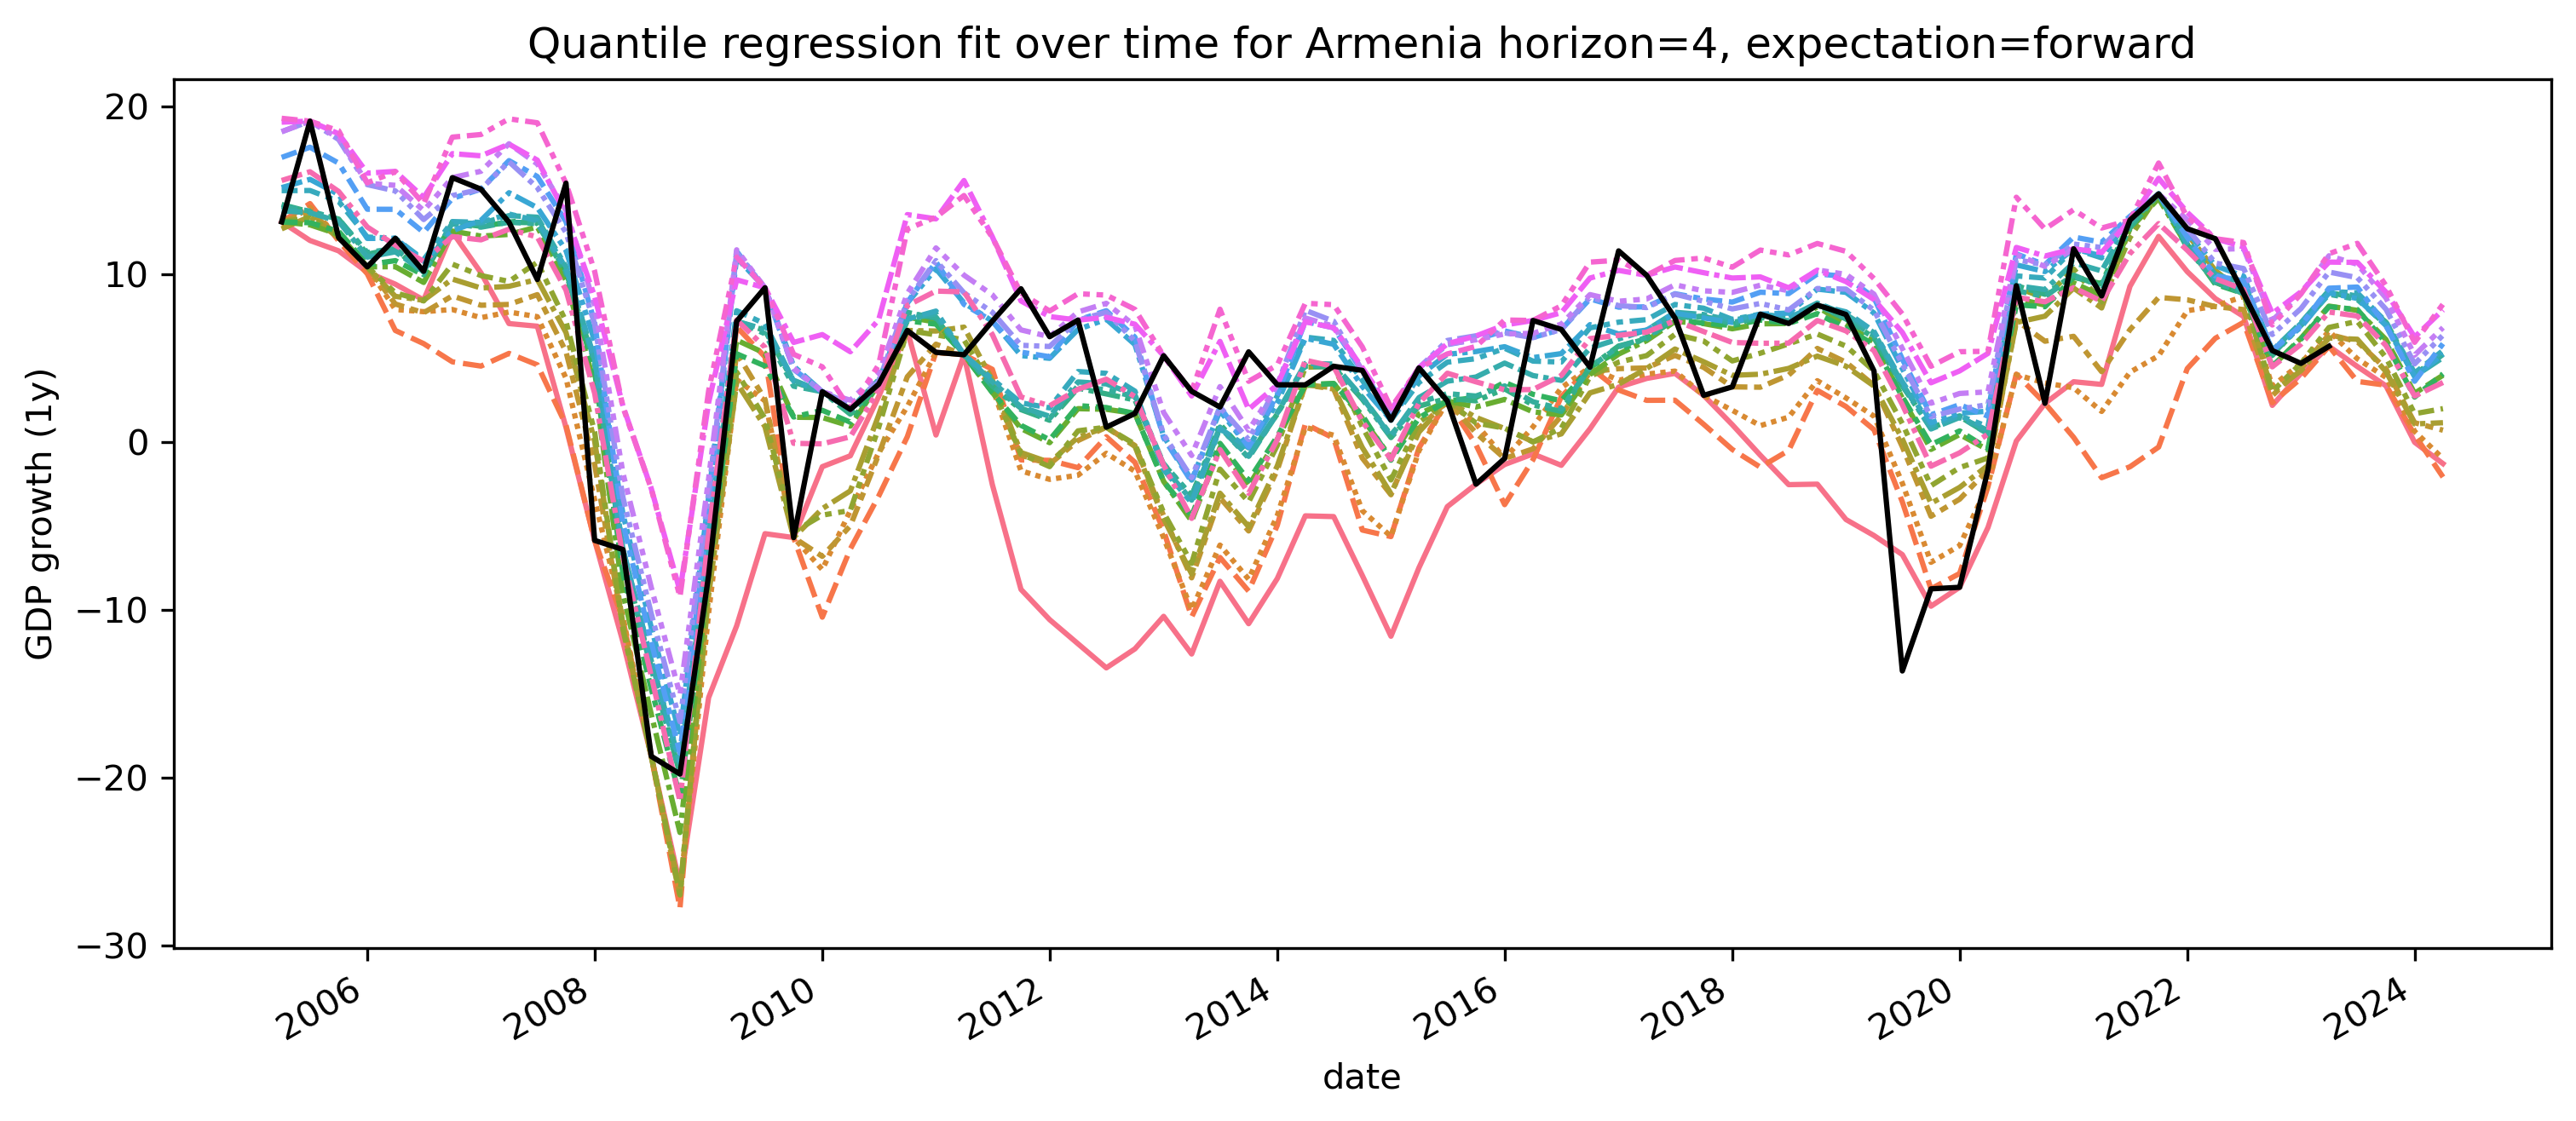 Quantile regression fit over time for Armenia horizon=4, expectation=forward
20
10
0
−10
−20
−30
GDP growth (1y)
2006 2008 2010 2012 2014 2016 2018 2020 2022 2024
date